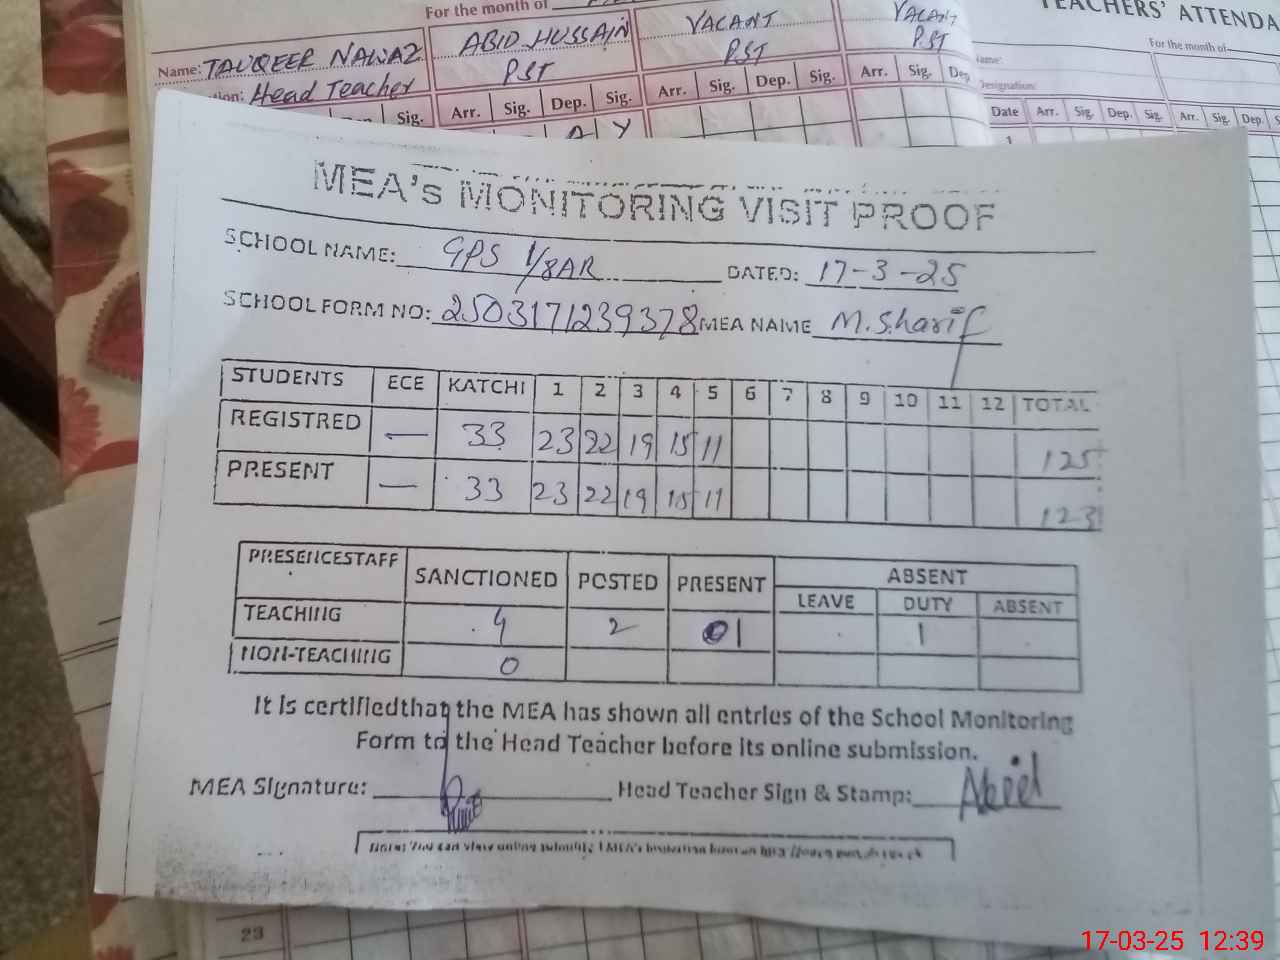 For the month of
TEACHERS' ATTENDA
For the month of
Name: TAUQEER NAWAZ ABID HUSSAIN VACANT VACANT
tion: Head Teacher PST PST PST
Sig. Arr. Sig. Dep. Sig. Arr. Sig. Dep. Sig. Arr. Sig. Dep
ame:
Designation:
Date Arr. Sig. Dep. Sig. Arr. Sig. Dep. S
1
MEA's MONITORING VISIT PROOF
SCHOOL NAME: GPS 1/8AR DATED: 17-3-25
SCHOOL FORM NO: 2503171239378 MEA NAME M. Sharif
STUDENTS ECE KATCHI 1 2 3 4 5 6 7 8 9 10 11 12 TOTAL
REGISTRED — 33 23 22 19 15 11 125
PRESENT — 33 23 22 19 15 11 123
PRESENCESTAFF SANCTIONED POSTED PRESENT ABSENT
LEAVE DUTY ABSENT
TEACHING 4 2 01 1
NON-TEACHING 0
It is certifiedthat the MEA has shown all entries of the School Monitoring
Form to the Head Teacher before its online submission.
MEA Signature: Head Teacher Sign & Stamp:
23
17-03-25 12:39